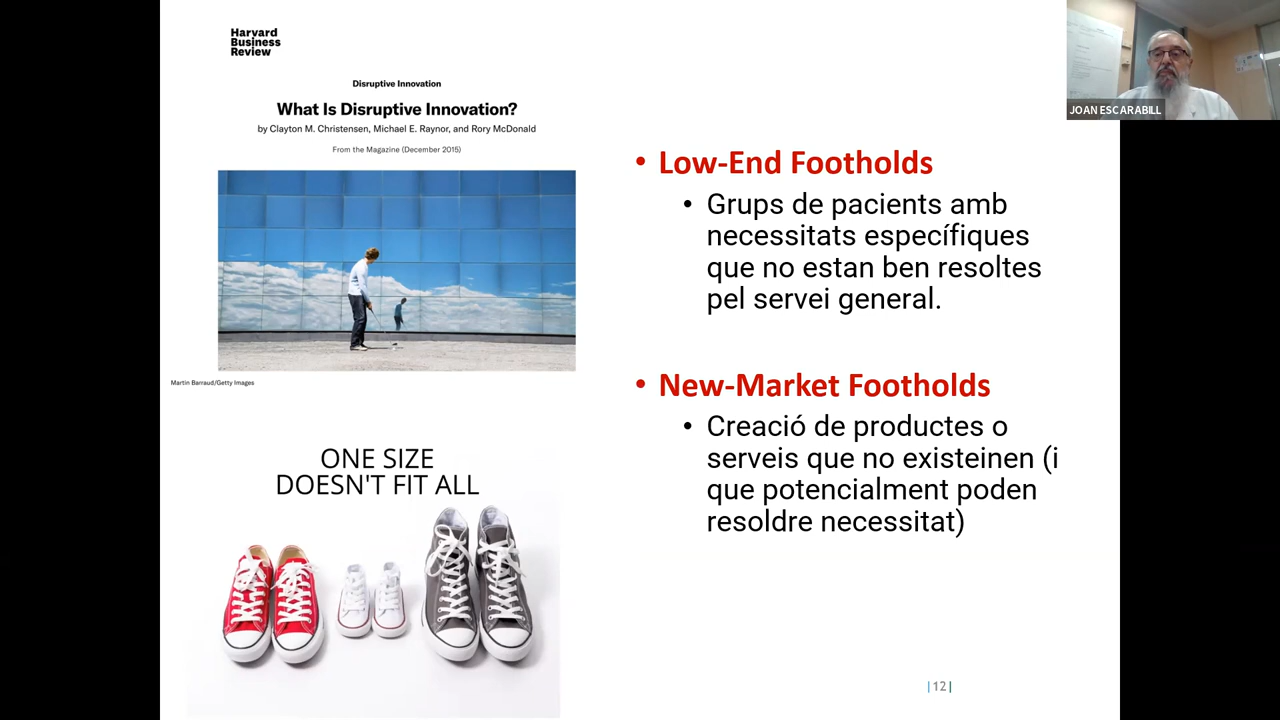 Harvard
Business
Review
Disruptive Innovation
What Is Disruptive Innovation?
by Clayton M. Christensen, Michael E. Raynor, and Rory McDonald
From the Magazine (December 2015)
Martin Barraud/Getty Images
ONE SIZE
DOESN'T FIT ALL
• Low-End Footholds
• Grups de pacients amb
necessitats específiques
que no estan ben resoltes
pel servei general.
• New-Market Footholds
• Creació de productes o
serveis que no existeinen (i
que potencialment poden
resoldre necessitat)
|12|
JOAN ESCARABILL